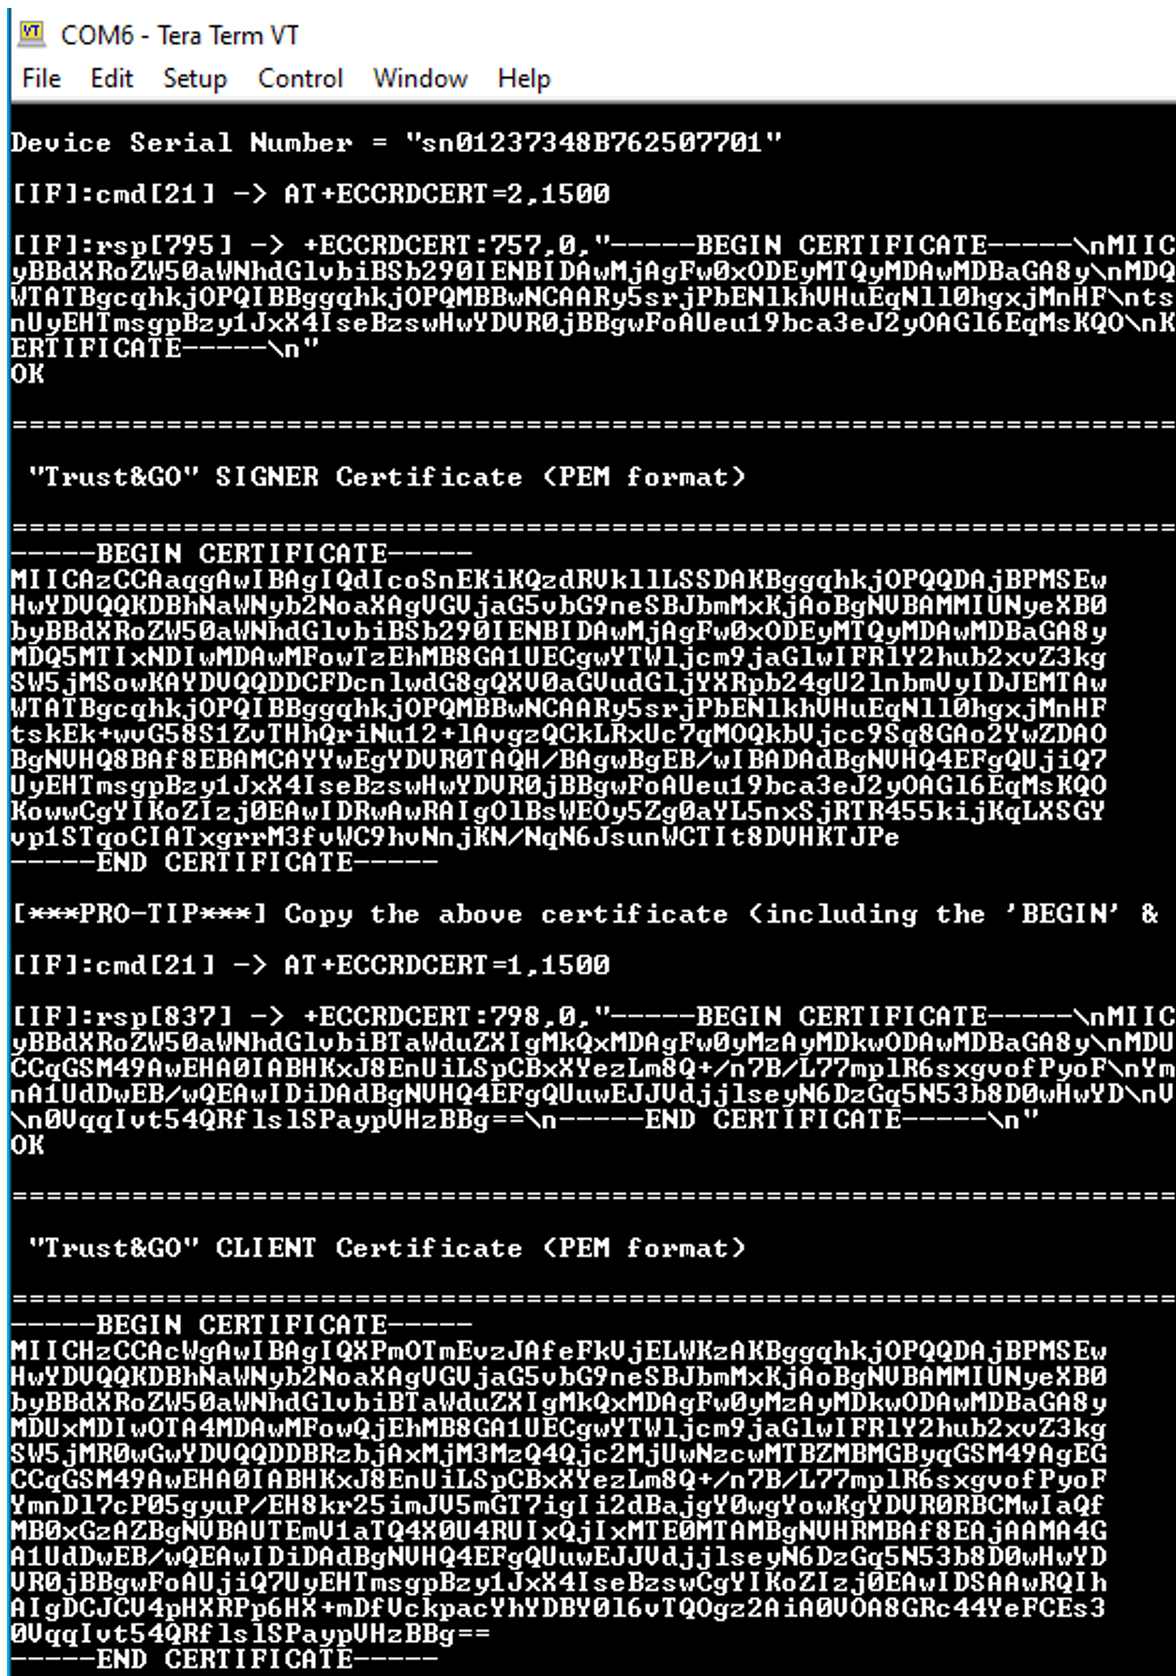 COM6 - Tera Term VT
File Edit Setup Control Window Help
Device Serial Number = "sn01237348B762507701"
[IF]:cmd[21] -> AT+ECCRDCERT=2,1500
[IF]:rsp[795] -> +ECCRDCERT:757,0,"-----BEGIN CERTIFICATE-----\nMIIC
yBBdXRoZW50aWNhdGlvbiBSb290IENBIDAwMjAgFw0xODEyMTQyMDAwMDBaGA8y\nMDQ
WTATBgcqhkjOPQIBBggqhkjOPQMBBwNCAARy5srjPbENlkhVHuEqNll0hgxjMnHF\nts
nUyEHTmsgpBzy1JxX4IseBzswHwYDVR0jBBgwFoAUeu19bca3eJ2yOAGl6EqMsKQO\nK
ERTIFICATE-----\n"
OK
=====================================================================
"Trust&GO" SIGNER Certificate (PEM format)
=====================================================================
-----BEGIN CERTIFICATE-----
MIICAzCCAaqgAwIBAgIQdIcoSnEKiKQzdRVkllLSSDAKBggqhkjOPQQDAjBPMSEw
HwYDVQQKDBhNaWNyb2NoaXAgVGVjaG5vbG9neSBJbmMxKjAoBgNVBAMMIUNyeXB0
byBBdXRoZW50aWNhdGlvbiBSb290IENBIDAwMjAgFw0xODEyMTQyMDAwMDBaGA8y
MDQ5MTIxNDIwMDAwMFowTzEhMB8GA1UECgwYTWljcm9jaGlwIFRlY2hub2xvZ3kg
SW5jMSowKAYDVQQDDCFDcnlwdG8gQXV0aGVudGljYXRpb24gU2lnbmVyIDJEMTAw
WTATBgcqhkjOPQIBBggqhkjOPQMBBwNCAARy5srjPbENlkhVHuEqNll0hgxjMnHF
tskEk+wvG58S1ZvTHhQriNu12+lAvgzQCkLRxUc7qMOQkbVjcc9Sq8GAo2YwZDAO
BgNVHQ8BAf8EBAMCAYYwEgYDVR0TAQH/BAgwBgEB/wIBADAdBgNVHQ4EFgQUjiQ7
UyEHTmsgpBzy1JxX4IseBzswHwYDVR0jBBgwFoAUeu19bca3eJ2yOAGl6EqMsKQO
KowwCgYIKoZIzj0EAwIDRwAwRAIgOlBsWEOy5Zg0aYL5nxSjRTR455kijKqLXSGY
vp1STqoCIATxgrrM3fvWC9hvNnjKN/NqN6JsunWCTIt8DVHKTJPe
-----END CERTIFICATE-----
[***PRO-TIP***] Copy the above certificate (including the 'BEGIN' &
[IF]:cmd[21] -> AT+ECCRDCERT=1,1500
[IF]:rsp[837] -> +ECCRDCERT:798,0,"-----BEGIN CERTIFICATE-----\nMIIC
yBBdXRoZW50aWNhdGlvbiBTaWduZXIgMkQxMDAgFw0yMzAyMDkwODAwMDBaGA8y\nMDU
CCqGSM49AwEHA0IABHKxJ8EnUiLSpCBxXYezLm8Q+/n7B/L77mplR6sxgvofPyoF\nYm
nA1UdDwEB/wQEAwIDiDAdBgNVHQ4EFgQUuwEJJVdjjlseyN6DzGq5N53b8D0wHwYD\nV
\n0VqqIvt54QRflslSPaypVHzBBg==\n-----END CERTIFICATE-----\n"
OK
=====================================================================
"Trust&GO" CLIENT Certificate (PEM format)
=====================================================================
-----BEGIN CERTIFICATE-----
MIICHzCCAcWgAwIBAgIQXPmOTmEvzJAfeFkVjELWKzAKBggqhkjOPQQDAjBPMSEw
HwYDVQQKDBhNaWNyb2NoaXAgVGVjaG5vbG9neSBJbmMxKjAoBgNVBAMMIUNyeXB0
byBBdXRoZW50aWNhdGlvbiBTaWduZXIgMkQxMDAgFw0yMzAyMDkwODAwMDBaGA8y
MDUxMDIwOTA4MDAwMFowQjEhMB8GA1UECgwYTWljcm9jaGlwIFRlY2hub2xvZ3kg
SW5jMR0wGwYDVQQDDBRzbjAxMjM3MzQ4Qjc2MjUwNzcwMTBZMBMGByqGSM49AgEG
CCqGSM49AwEHA0IABHKxJ8EnUiLSpCBxXYezLm8Q+/n7B/L77mplR6sxgvofPyoF
YmnDl7cP05gyuP/EH8kr25imJV5mGT7igIi2dBajgY0wgYowKgYDVR0RBCMwIaQf
MB0xGzAZBgNVBAUTEmV1aTQ4X0U4RUIxQjIxMTE0MTAMBgNVHRMBAf8EAjAAMA4G
A1UdDwEB/wQEAwIDiDAdBgNVHQ4EFgQUuwEJJVdjjlseyN6DzGq5N53b8D0wHwYD
VR0jBBgwFoAUjiQ7UyEHTmsgpBzy1JxX4IseBzswCgYIKoZIzj0EAwIDSAAwRQIh
AIgDCJCV4pHXRPp6HX+mDfVckpacYhYDBY0l6vTQOgz2AiA0VOA8GRc44YeFCEs3
0VqqIvt54QRflslSPaypVHzBBg==
-----END CERTIFICATE-----